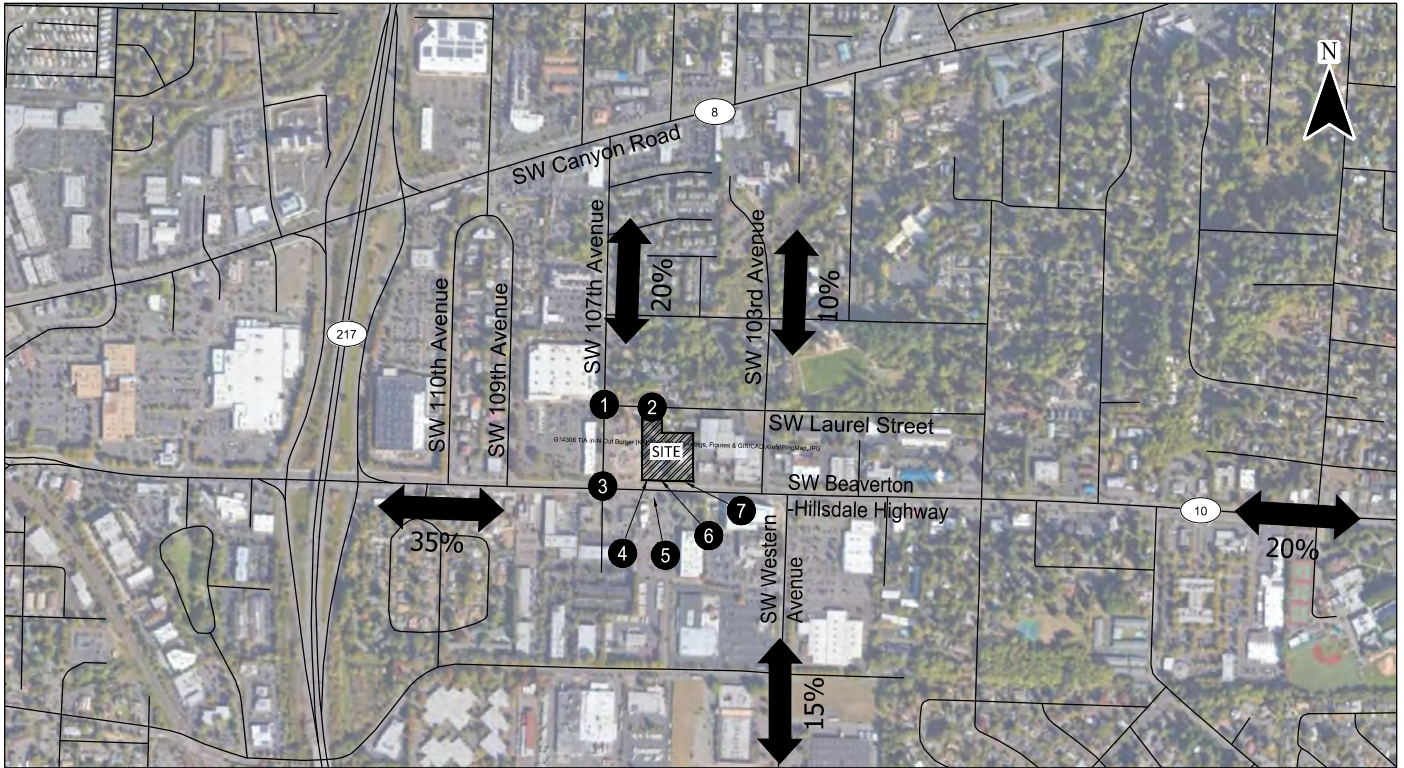 N
8
SW Canyon Road
SW 107th Avenue
20%
SW 103rd Avenue
10%
217
SW 110th Avenue
SW 109th Avenue
1
2
SW Laurel Street
SITE
3
SW Beaverton
-Hillsdale Highway
7
10
6
4
5
35%
20%
SW Western
Avenue
15%